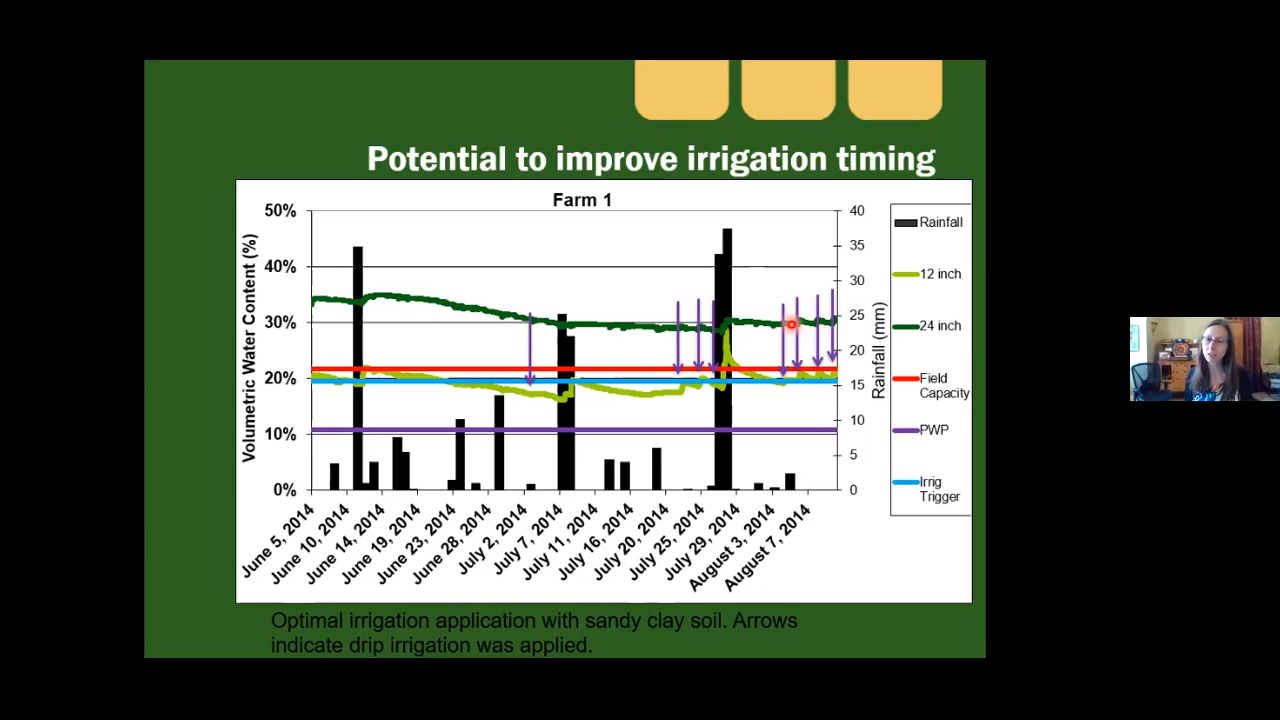 Potential to improve irrigation timing
Farm 1
50%
40%
30%
20%
10%
0%
Volumetric Water Content (%)
40
35
30
25
20
15
10
5
0
Rainfall (mm)
June 5, 2014
June 10, 2014
June 14, 2014
June 19, 2014
June 23, 2014
June 28, 2014
July 2, 2014
July 7, 2014
July 11, 2014
July 16, 2014
July 20, 2014
July 25, 2014
July 29, 2014
August 3, 2014
August 7, 2014
Rainfall
12 inch
24 inch
Field
Capacity
PWP
Irrig
Trigger
Optimal irrigation application with sandy clay soil. Arrows
indicate drip irrigation was applied.